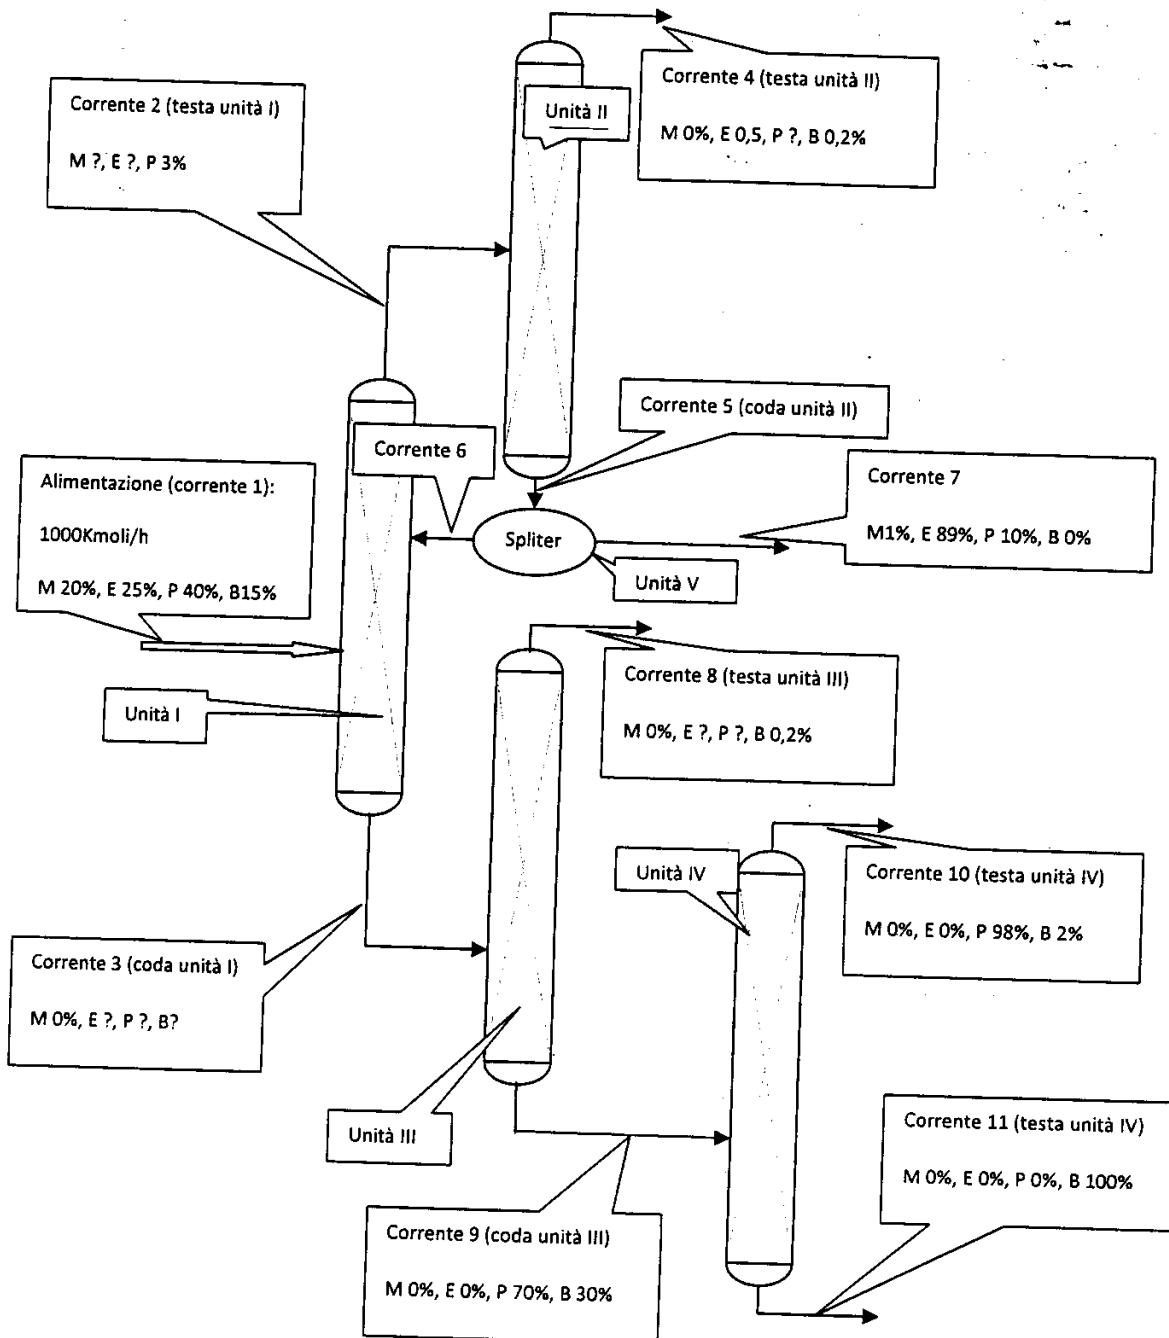 Corrente 2 (testa unità I)
M ?, E ?, P 3%
Unità II
Corrente 4 (testa unità II)
M 0%, E 0,5, P ?, B 0,2%
Corrente 5 (coda unità II)
Corrente 6
Alimentazione (corrente 1):
1000Kmoli/h
M 20%, E 25%, P 40%, B15%
Spliter
Corrente 7
M1%, E 89%, P 10%, B 0%
Unità V
Unità I
Corrente 8 (testa unità III)
M 0%, E ?, P ?, B 0,2%
Unità IV
Corrente 10 (testa unità IV)
M 0%, E 0%, P 98%, B 2%
Corrente 3 (coda unità I)
M 0%, E ?, P ?, B?
Unità III
Corrente 11 (testa unità IV)
M 0%, E 0%, P 0%, B 100%
Corrente 9 (coda unità III)
M 0%, E 0%, P 70%, B 30%